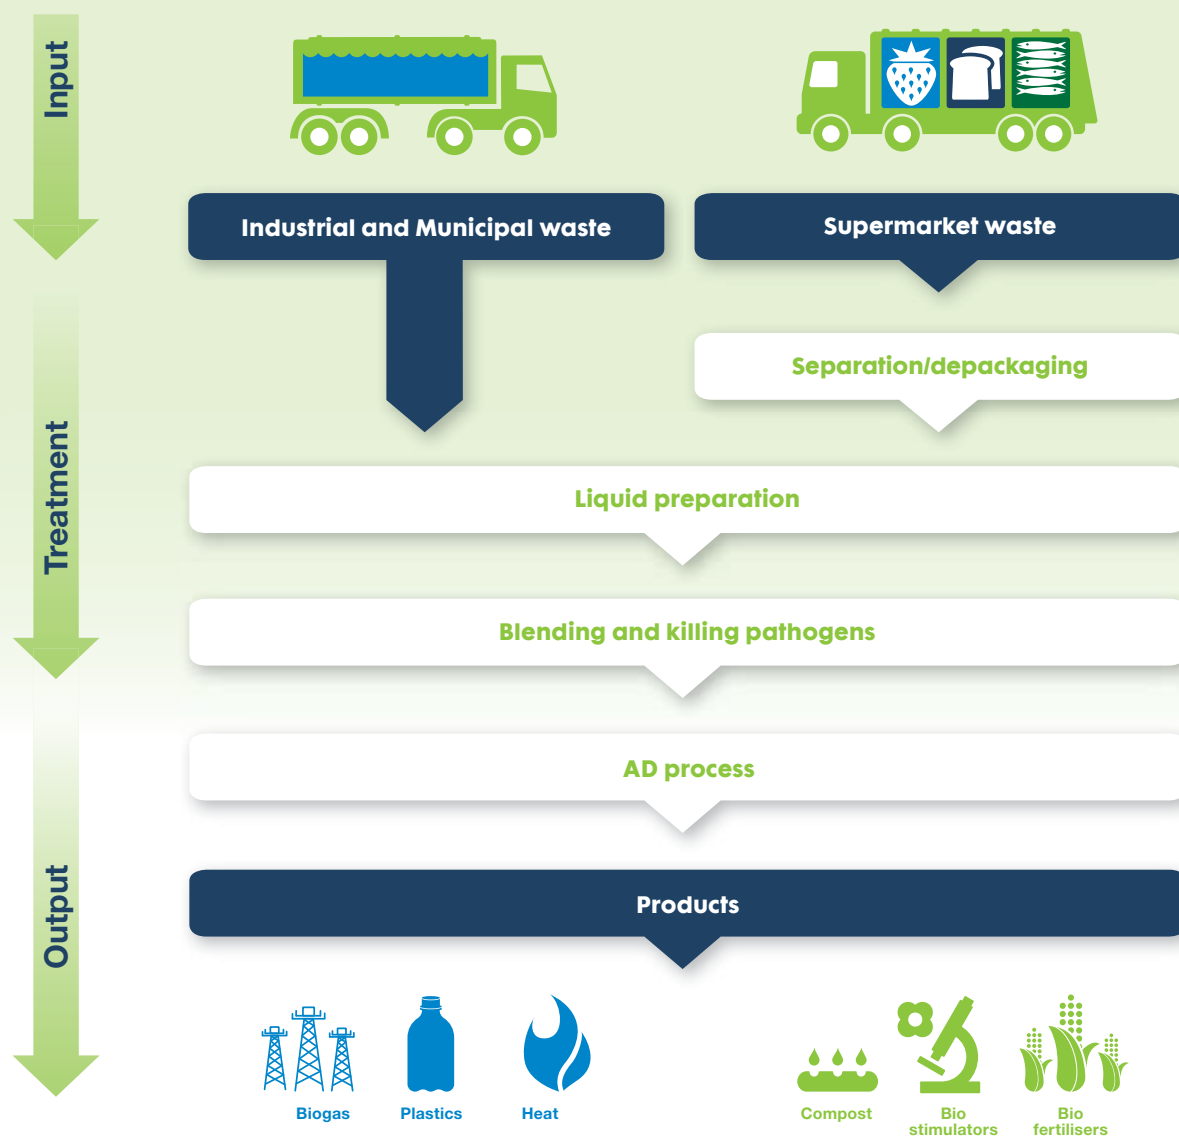 Input
Industrial and Municipal waste
Supermarket waste
Separation/depackaging
Treatment
Liquid preparation
Blending and killing pathogens
AD process
Output
Products
Biogas
Plastics
Heat
Compost
Bio
stimulators
Bio
fertilisers